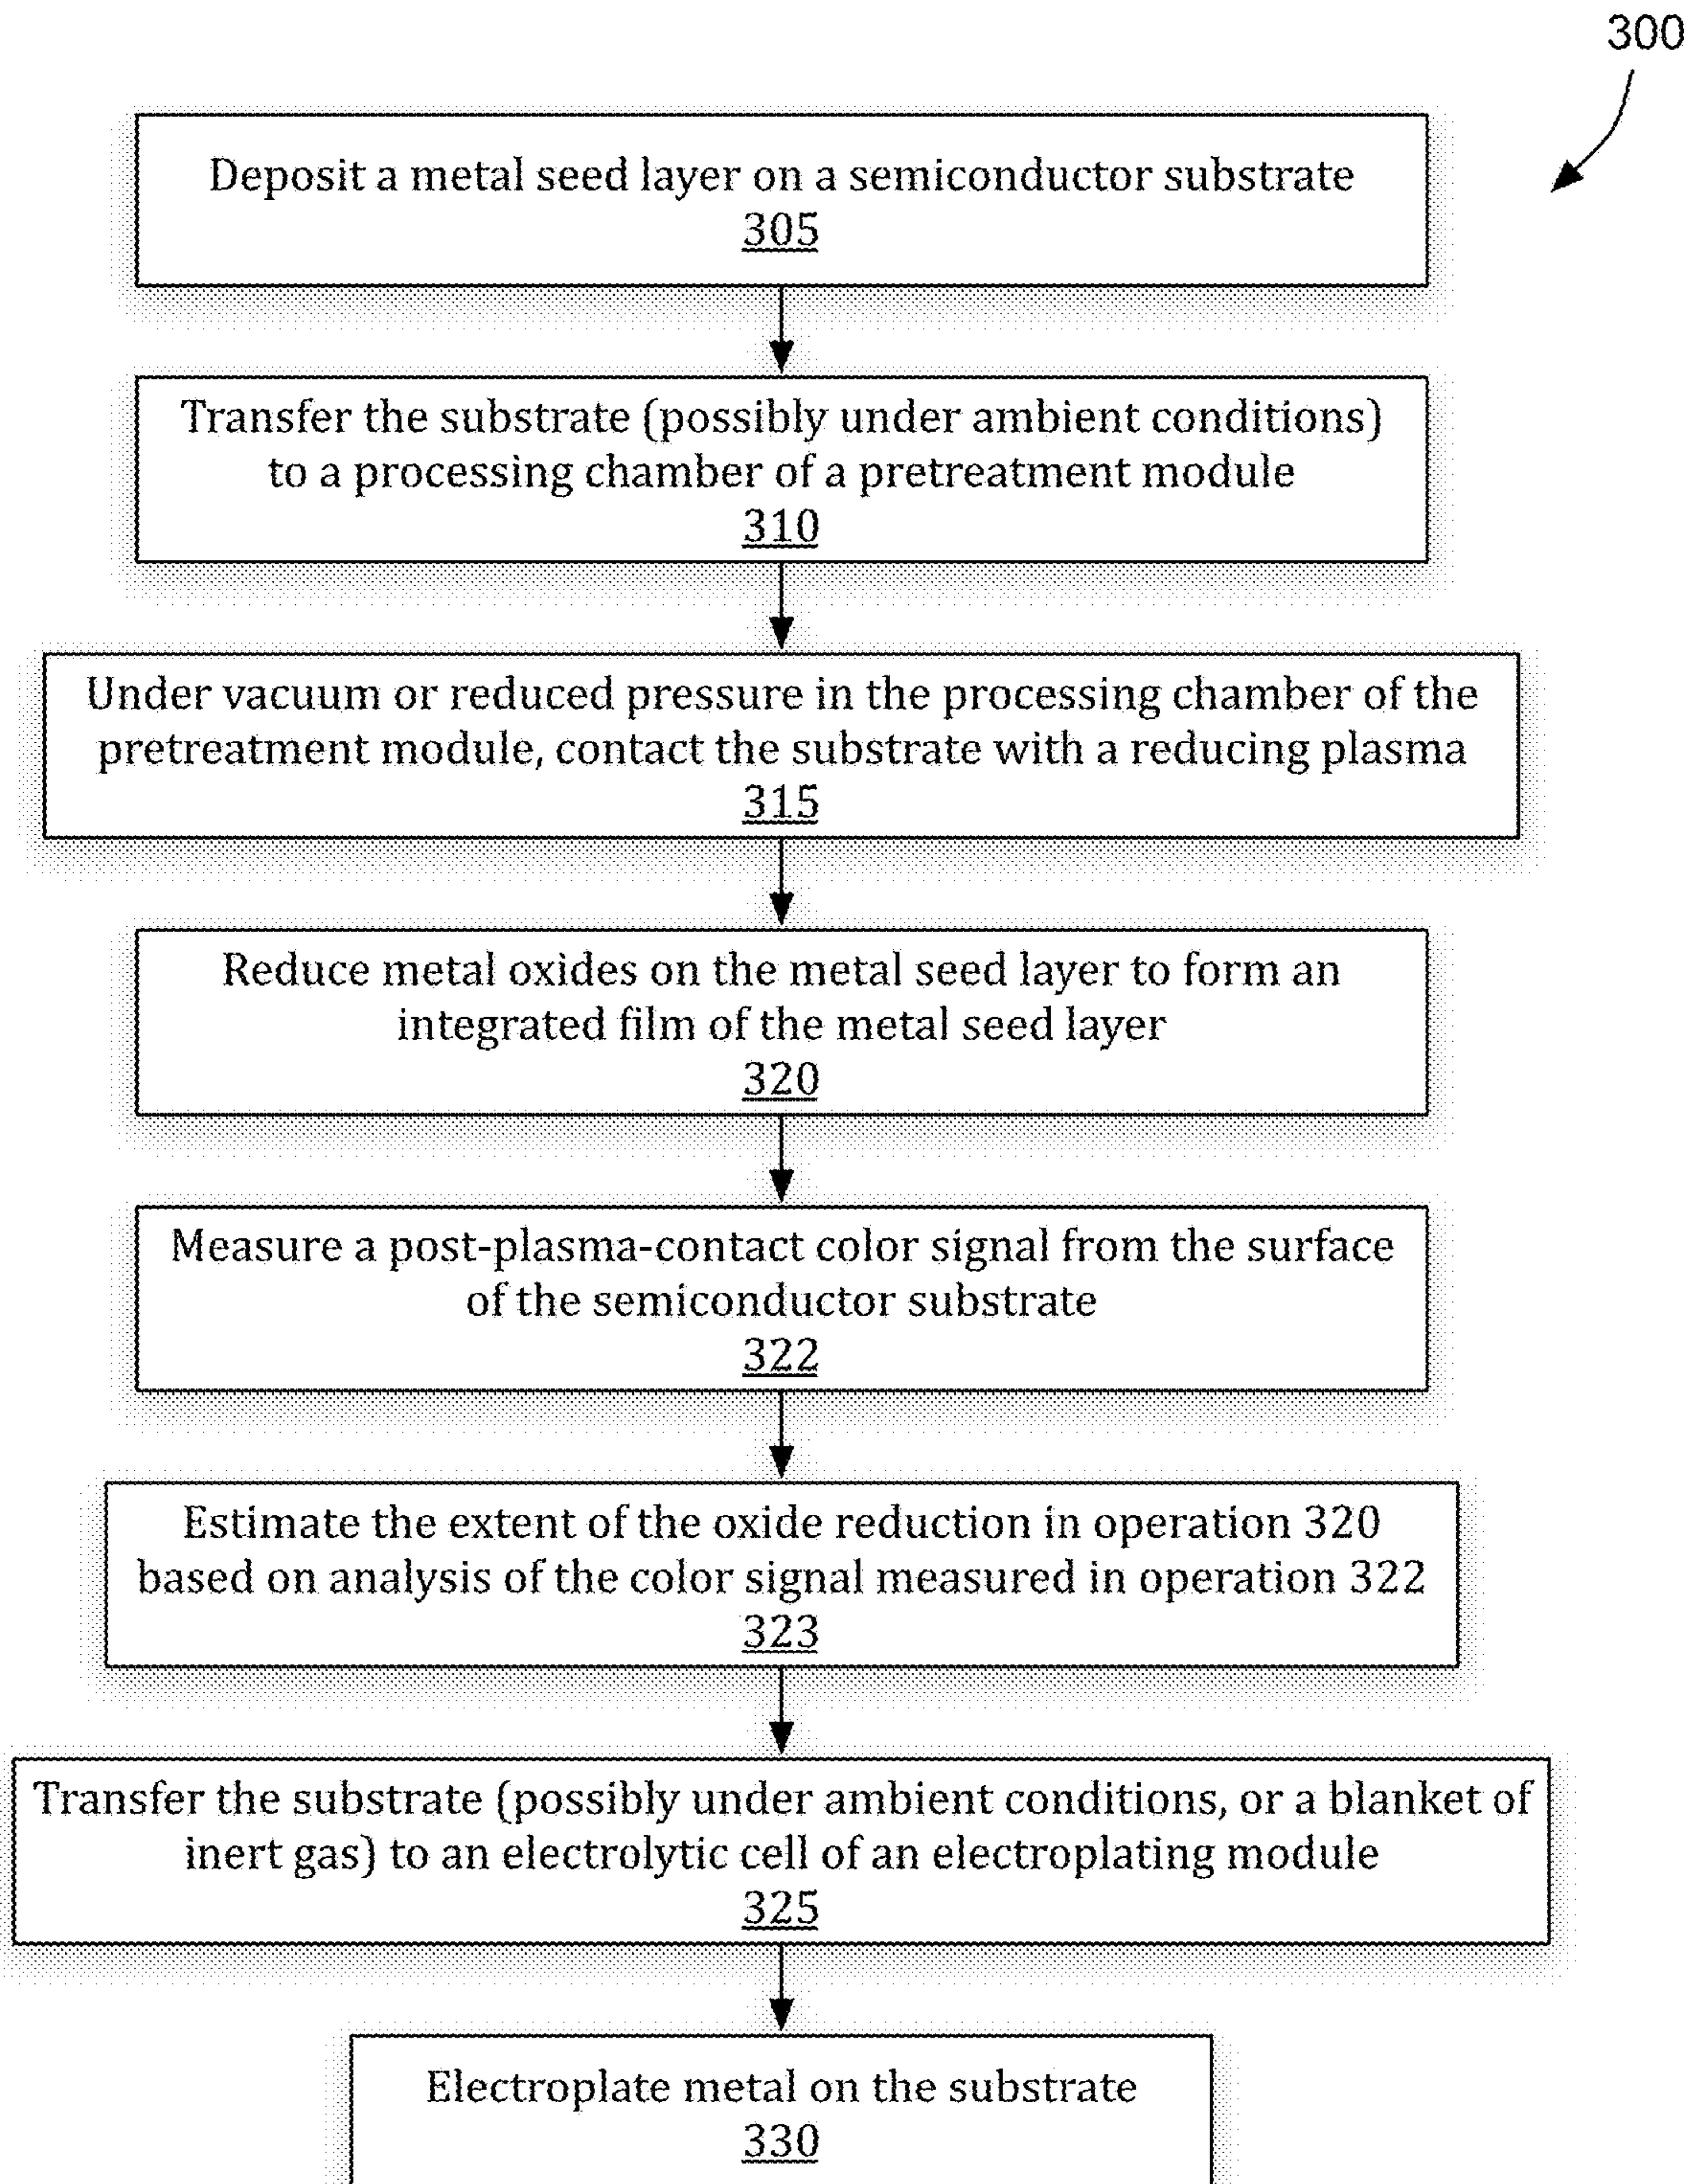 300
Deposit a metal seed layer on a semiconductor substrate
305
Transfer the substrate (possibly under ambient conditions)
to a processing chamber of a pretreatment module
310
Under vacuum or reduced pressure in the processing chamber of the
pretreatment module, contact the substrate with a reducing plasma
315
Reduce metal oxides on the metal seed layer to form an
integrated film of the metal seed layer
320
Measure a post-plasma-contact color signal from the surface
of the semiconductor substrate
322
Estimate the extent of the oxide reduction in operation 320
based on analysis of the color signal measured in operation 322
323
Transfer the substrate (possibly under ambient conditions, or a blanket of
inert gas) to an electrolytic cell of an electroplating module
325
Electroplate metal on the substrate
330